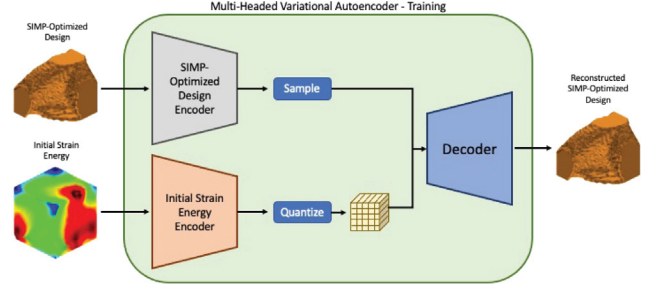 Multi-Headed Variational Autoencoder - Training
SIMP-Optimized
Design
SIMP-
Optimized
Design
Encoder
Sample
Initial Strain
Energy
Initial Strain
Energy
Encoder
Quantize
Decoder
Reconstructed
SIMP-Optimized
Design